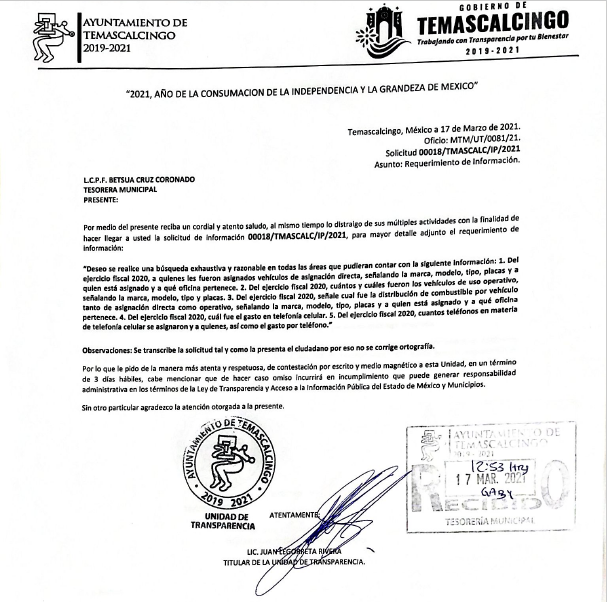 AYUNTAMIENTO DE
TEMASCALCINGO
2019-2021
GOBIERNO DE
TEMASCALCINGO
Trabajando con Transparencia por tu Bienestar
2019-2021
"2021, AÑO DE LA CONSUMACION DE LA INDEPENDENCIA Y LA GRANDEZA DE MEXICO"
Temascalcingo, México a 17 de Marzo de 2021.
Oficio: MTM/UT/0081/21.
Solicitud 00018/TMASCALC/IP/2021
Asunto: Requerimiento de Información.
L.C.P.F. BETSUA CRUZ CORONADO
TESORERA MUNICIPAL
PRESENTE:
Por medio del presente reciba un cordial y atento saludo, al mismo tiempo lo distraigo de sus múltiples actividades con la finalidad de
hacer llegar a usted la solicitud de información 00018/TMASCALC/IP/2021, para mayor detalle adjunto el requerimiento de
información:
"Deseo se realice una búsqueda exhaustiva y razonable en todas las áreas que pudieran contar con la siguiente información: 1. Del
ejercicio fiscal 2020, a quienes les fueron asignados vehículos de asignación directa, señalando la marca, modelo, tipo, placas y a
quien está asignado y a qué oficina pertenece. 2. Del ejercicio fiscal 2020, cuántos y cuáles fueron los vehículos de uso operativo,
señalando la marca, modelo, tipo y placas. 3. Del ejercicio fiscal 2020, señale cual fue la distribución de combustible por vehículo
tanto de asignación directa como operativo, señalando la marca, modelo, tipo, placas y a quien está asignado y a qué oficina
pertenece. 4. Del ejercicio fiscal 2020, cuál fue el gasto en telefonía celular. 5. Del ejercicio fiscal 2020, cuantos teléfonos en materia
de telefonía celular se asignaron y a quienes, así como el gasto por teléfono."
Observaciones: Se transcribe la solicitud tal y como la presenta el ciudadano por eso no se corrige ortografía.
Por lo que le pido de la manera más atenta y respetuosa, de contestación por escrito y medio magnético a esta Unidad, en un término
de 3 días hábiles, cabe mencionar que de hacer caso omiso incurrirá en incumplimiento que puede generar responsabilidad
administrativa en los términos de la Ley de Transparencia y Acceso a la Información Pública del Estado de México y Municipios.
Sin otro particular agradezco la atención otorgada a la presente.
AYUNTAMIENTO DE TEMASCALCINGO
2019 2021
UNIDAD DE
TRANSPARENCIA
ATENTAMENTE
LIC. JUAN LEGORRETA RIVERA
TITULAR DE LA UNIDAD DE TRANSPARENCIA.
AYUNTAMIENTO DE
TEMASCALCINGO
2019-2021
12:53 Hrs
17 MAR. 2021
GABY
RECIBIDO
TESORERÍA MUNICIPAL